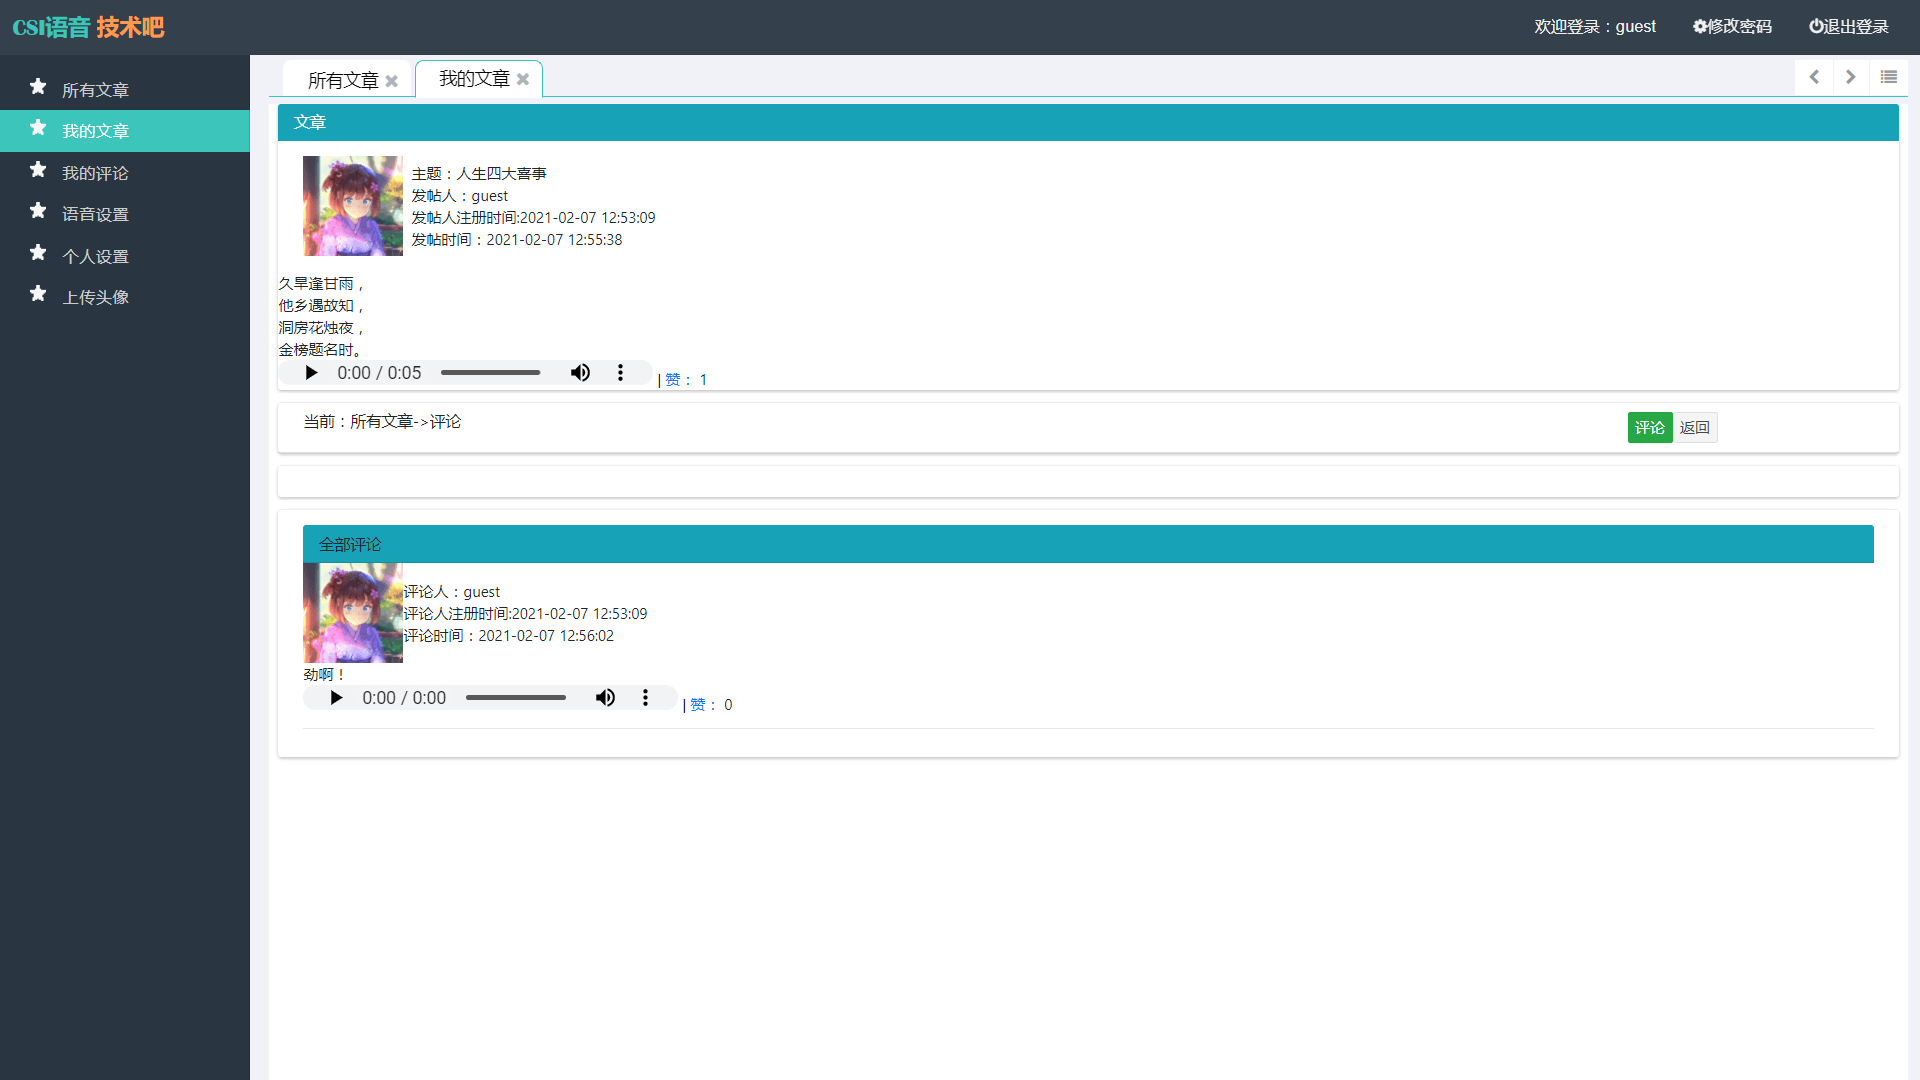 CSI语音 技术吧
欢迎登录：guest
修改密码
退出登录
所有文章
我的文章
我的评论
语音设置
个人设置
上传头像
所有文章
我的文章
文章
主题：人生四大喜事
发帖人：guest
发帖人注册时间:2021-02-07 12:53:09
发帖时间：2021-02-07 12:55:38
久旱逢甘雨，
他乡遇故知，
洞房花烛夜，
金榜题名时。
0:00 / 0:05
| 赞： 1
当前：所有文章->评论
评论
返回
全部评论
评论人：guest
评论人注册时间:2021-02-07 12:53:09
评论时间：2021-02-07 12:56:02
劲啊！
0:00 / 0:00
| 赞： 0